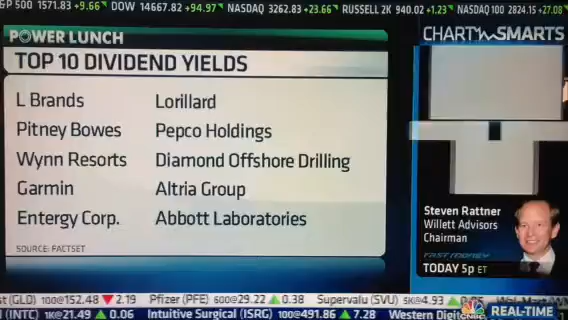 &P 500 1571.83 +9.66 DOW 14667.82 +94.97 NASDAQ 3262.83 +23.66 RUSSELL 2K 940.02 +1.23 NASDAQ 100 2824.15 +27.08
POWER LUNCH
TOP 10 DIVIDEND YIELDS
L Brands Lorillard
Pitney Bowes Pepco Holdings
Wynn Resorts Diamond Offshore Drilling
Garmin Altria Group
Entergy Corp. Abbott Laboratories
SOURCE: FACTSET
CHART SMARTS
Steven Rattner
Willett Advisors
Chairman
FAST MONEY
TODAY 5p ET
st (GLD) 100@152.48 2.19 Pfizer (PFE) 600@29.22 0.38 Supervalu (SVU) 5K@4.93
(INTC) 1K@21.49 0.06 Intuitive Surgical (ISRG) 100@491.86 7.28 Western Digit
CNBC REAL-TIME